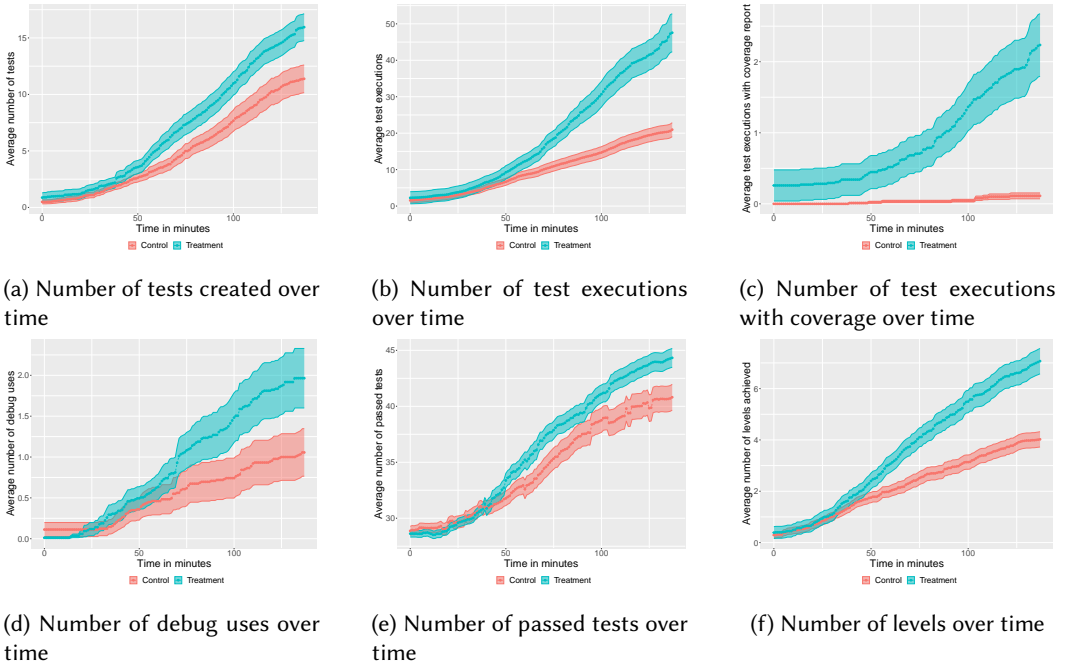 Average number of tests
15
10
5
0
0
50
100
Time in minutes
Control Treatment
(a) Number of tests created over
time
Average test executions
50
40
30
20
10
0
0
50
100
Time in minutes
Control Treatment
(b) Number of test executions
over time
Average test executions with coverage report
2
1
0
0
50
100
Time in minutes
Control Treatment
(c) Number of test executions
with coverage over time
Average number of debug uses
2.0
1.5
1.0
0.5
0.0
0
50
100
Time in minutes
Control Treatment
(d) Number of debug uses over
time
Average number of passed tests
45
40
35
30
0
50
100
Time in minutes
Control Treatment
(e) Number of passed tests over
time
Average number of levels achieved
6
4
2
0
0
50
100
Time in minutes
Control Treatment
(f) Number of levels over time